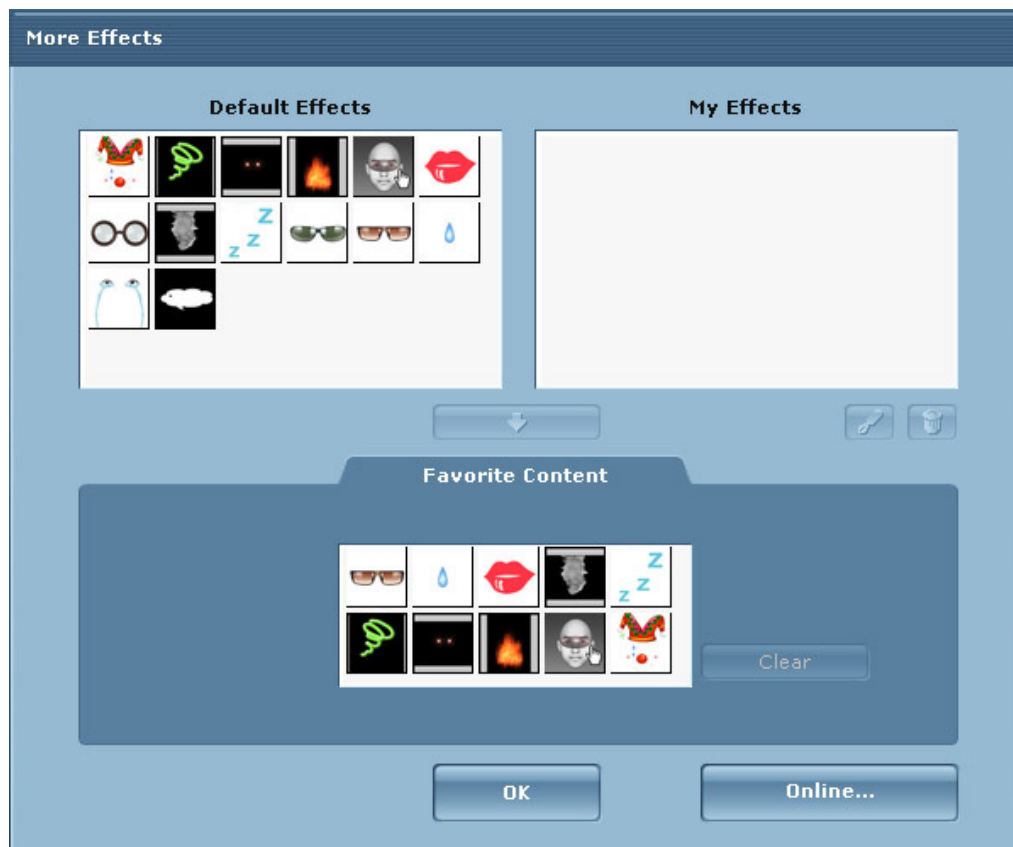 More Effects
Default Effects
My Effects
z z Z
Favorite Content
z z Z
Clear
OK
Online...